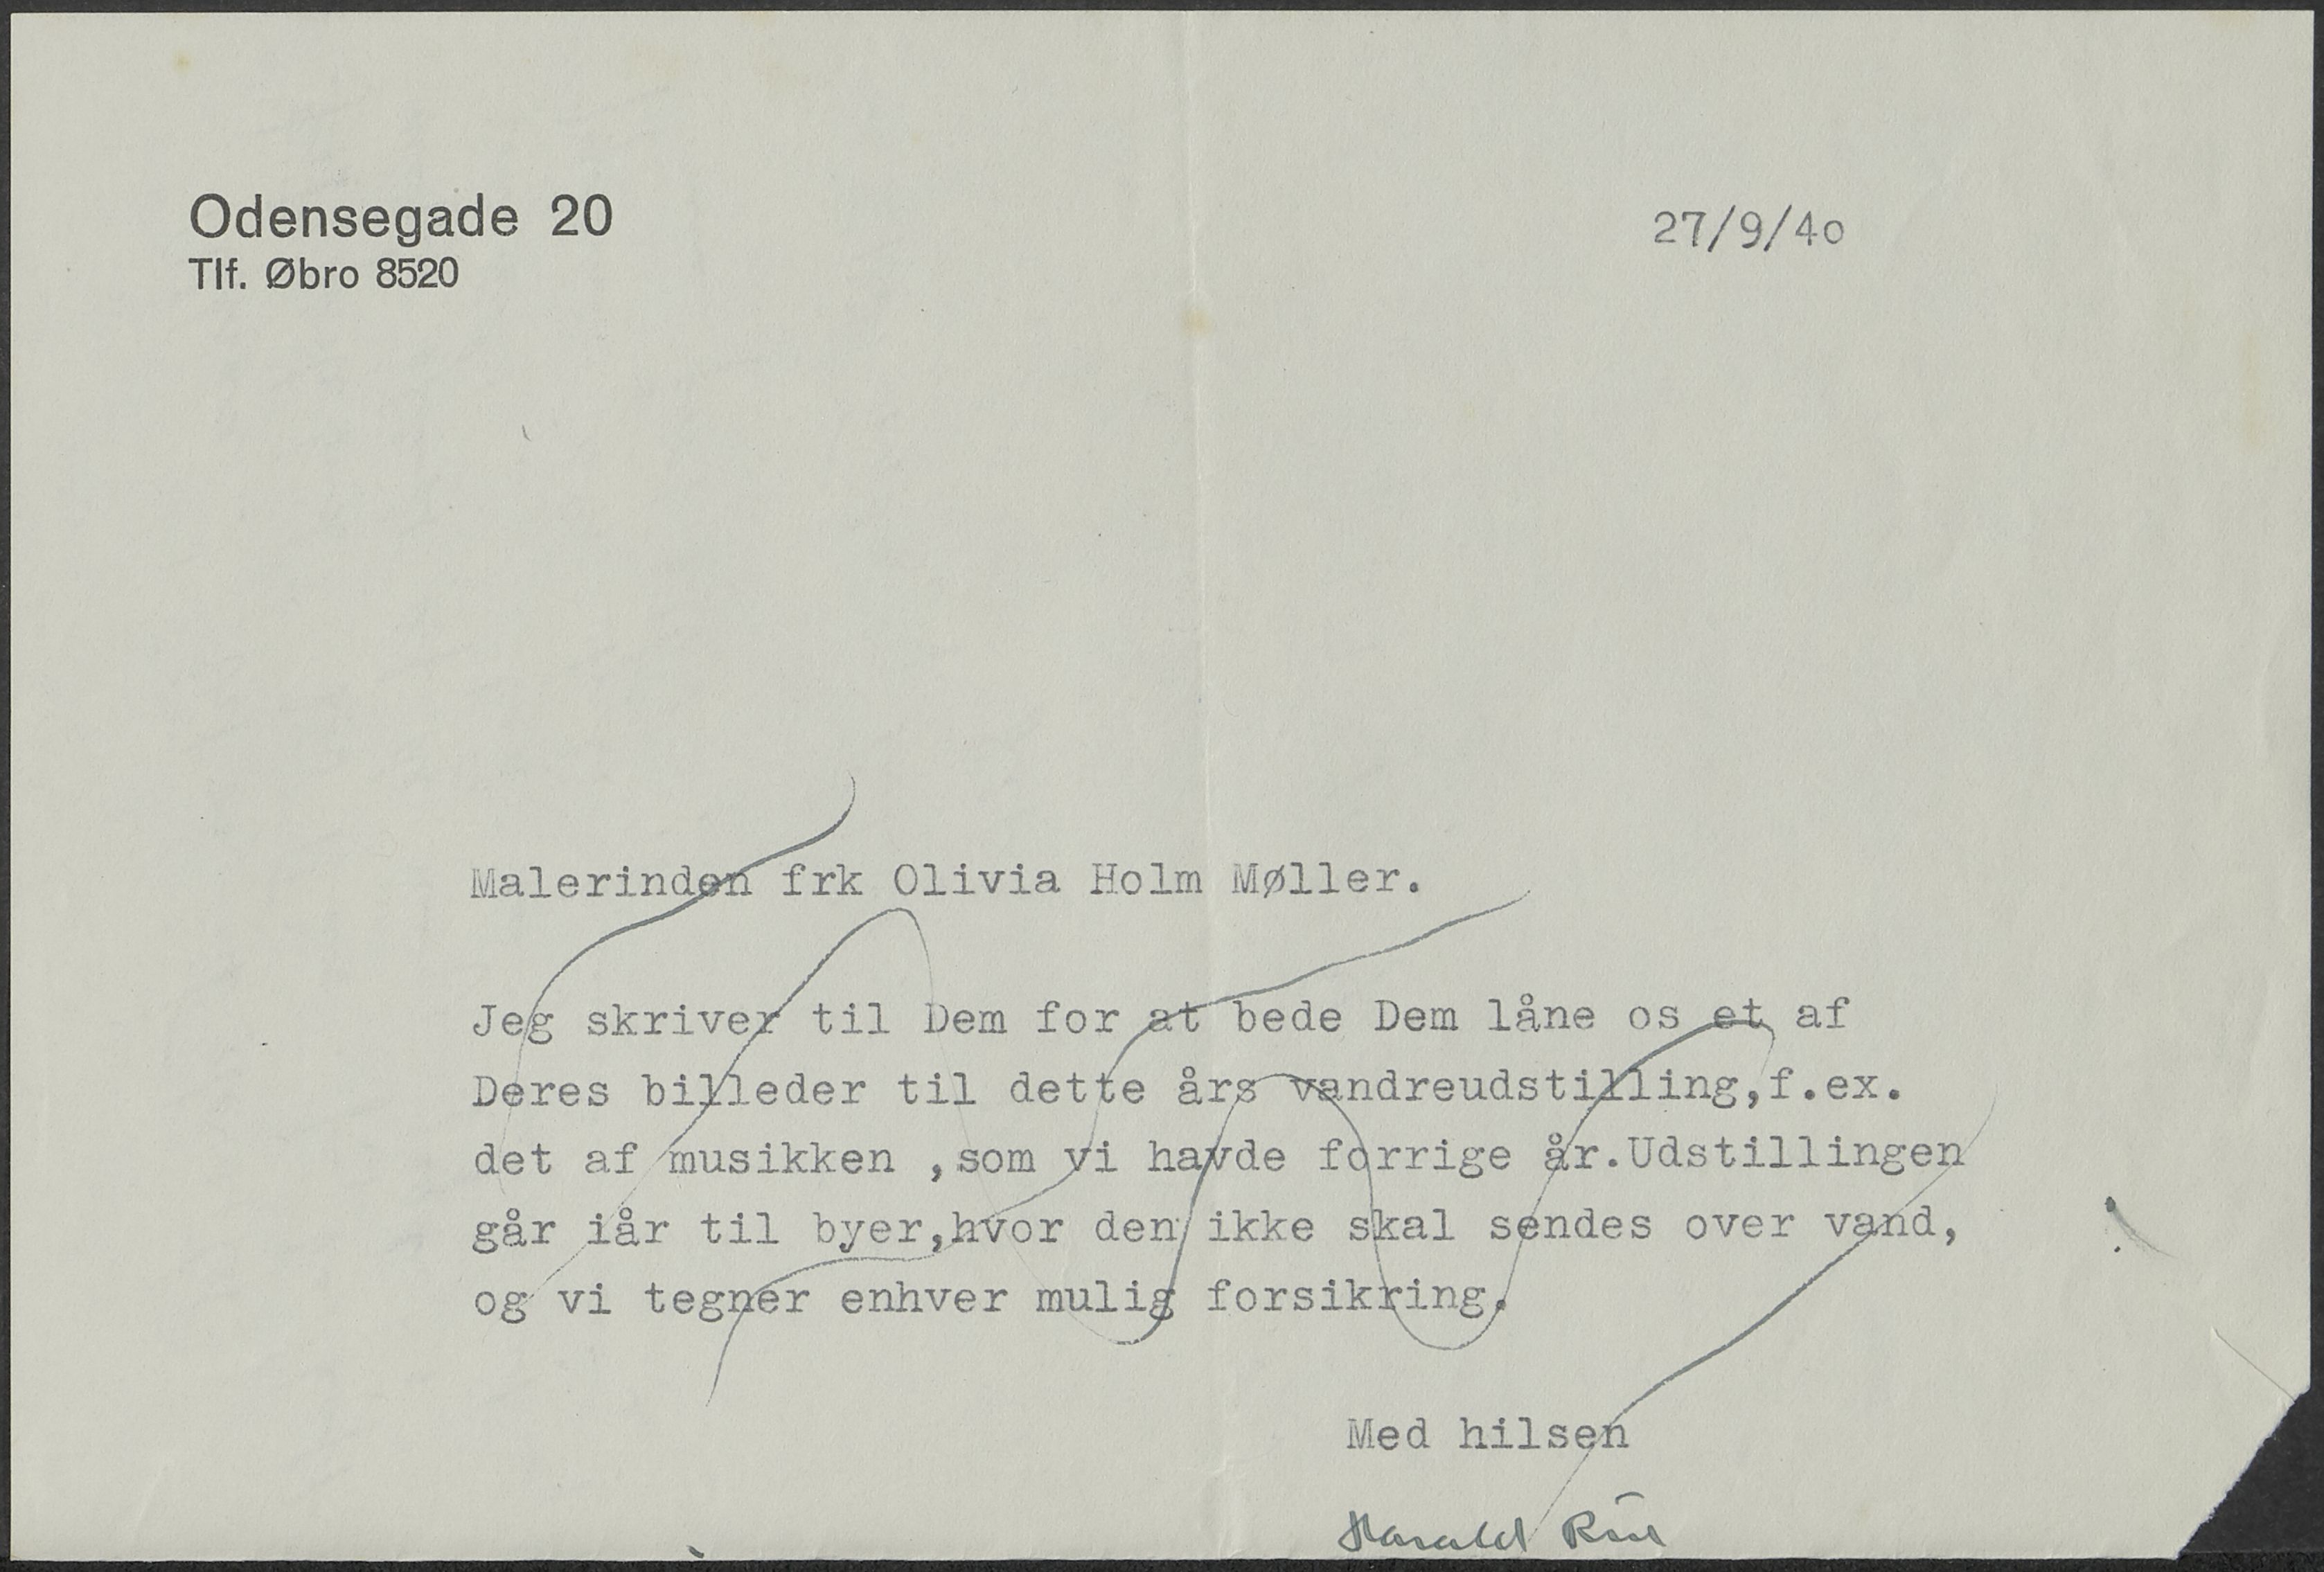 Odensegade 20
Tlf. Øbro 8520
27/9/4o
Malerinden frk Olivia Holm Møller.
Jeg skriver til Dem for at bede Dem låne os et af
Deres billeder til dette års vandreudstilling,f.ex.
det af musikken ,som vi havde forrige år.Udstillingen
går iår til byer,hvor den ikke skal sendes over vand,
og vi tegner enhver mulig forsikring.
Med hilsen
Harald